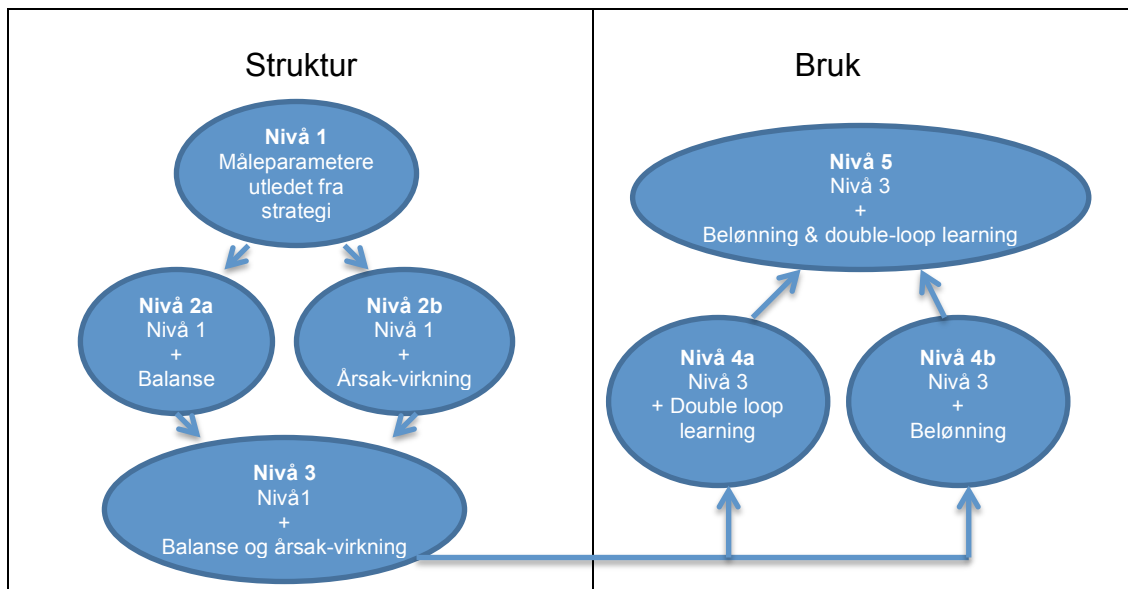 Struktur
Nivå 1
Måleparametere
utledet fra
strategi
Nivå 2a
Nivå 1
+
Balanse
Nivå 2b
Nivå 1
+
Årsak-virkning
Nivå 3
Nivå1
+
Balanse og årsak-virkning
Bruk
Nivå 5
Nivå 3
+
Belønning & double-loop learning
Nivå 4a
Nivå 3
+ Double loop
learning
Nivå 4b
Nivå 3
+
Belønning